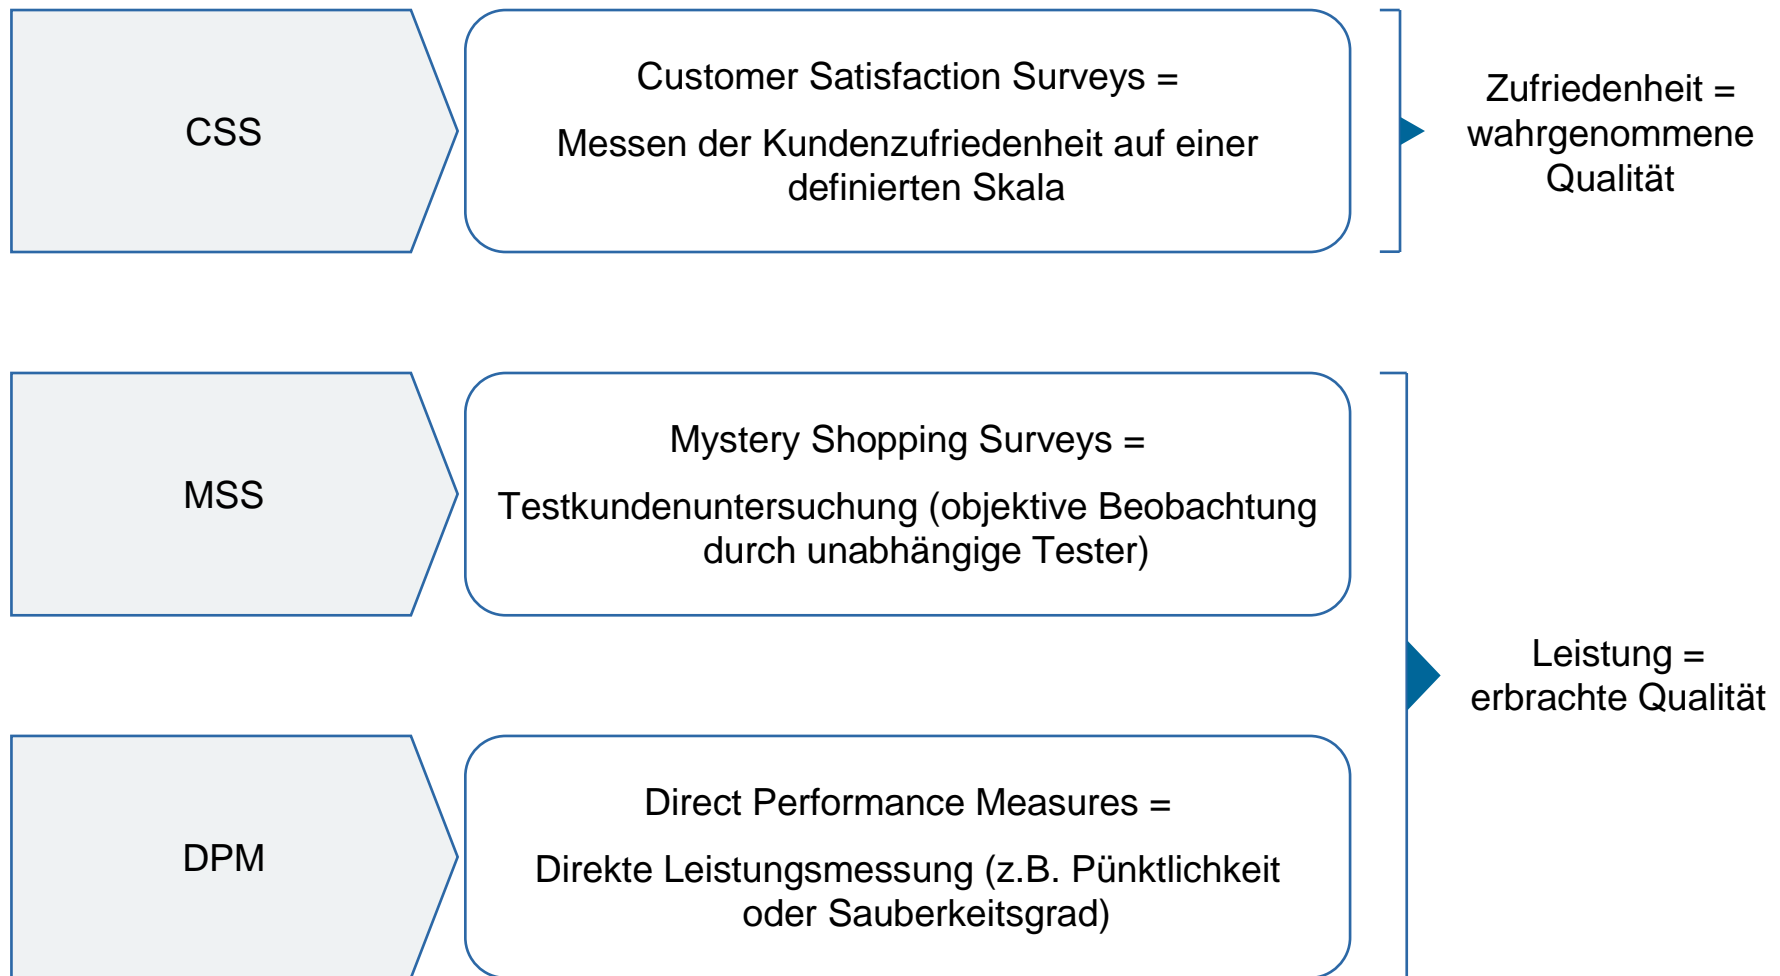 CSS
Customer Satisfaction Surveys =
Messen der Kundenzufriedenheit auf einer
definierten Skala
Zufriedenheit =
wahrgenommene
Qualität
MSS
Mystery Shopping Surveys =
Testkundenuntersuchung (objektive Beobachtung
durch unabhängige Tester)
Leistung =
erbrachte Qualität
DPM
Direct Performance Measures =
Direkte Leistungsmessung (z.B. Pünktlichkeit
oder Sauberkeitsgrad)